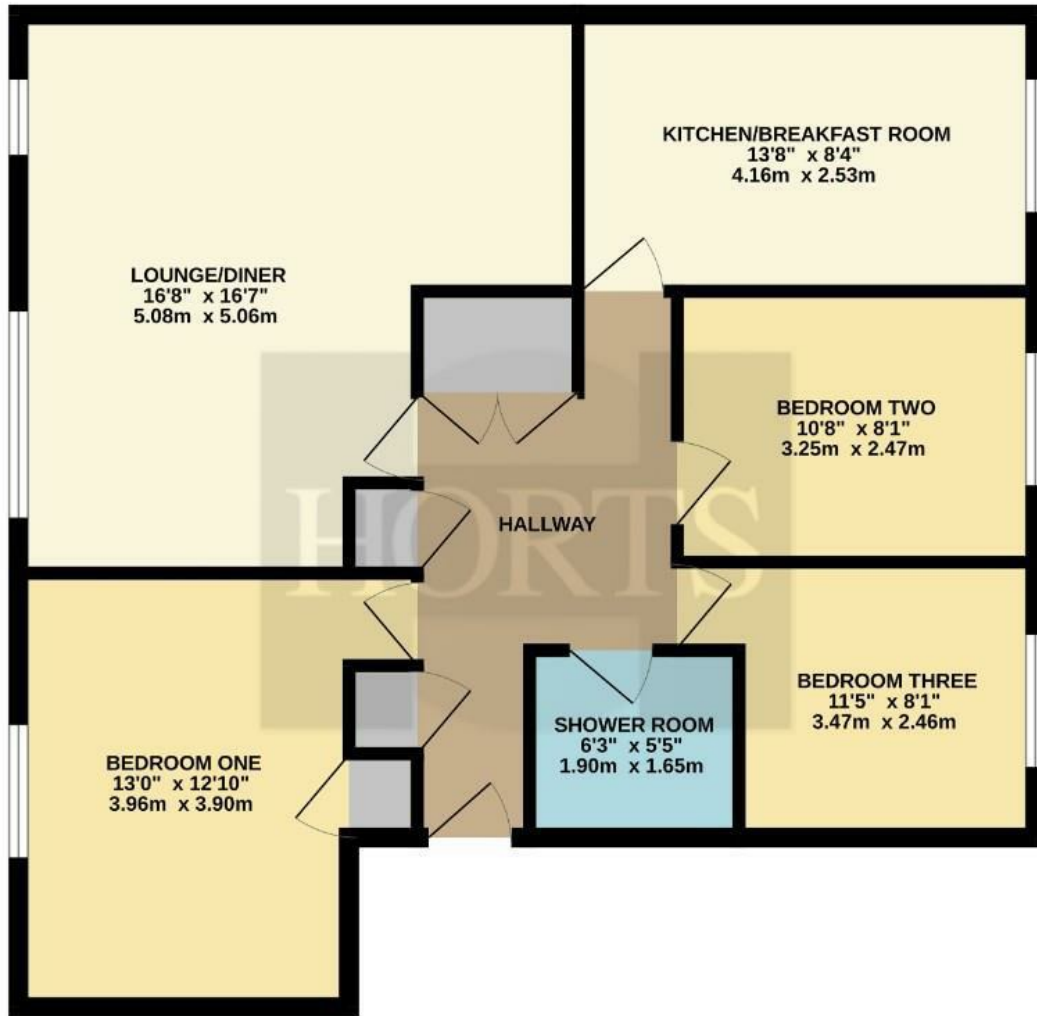 KITCHEN/BREAKFAST ROOM
13'8" x 8'4"
4.16m x 2.53m
LOUNGE/DINER
16'8" x 16'7"
5.08m x 5.06m
BEDROOM TWO
10'8" x 8'1"
3.25m x 2.47m
HALLWAY
HORTS
BEDROOM THREE
11'5" x 8'1"
3.47m x 2.46m
SHOWER ROOM
6'3" x 5'5"
1.90m x 1.65m
BEDROOM ONE
13'0" x 12'10"
3.96m x 3.90m